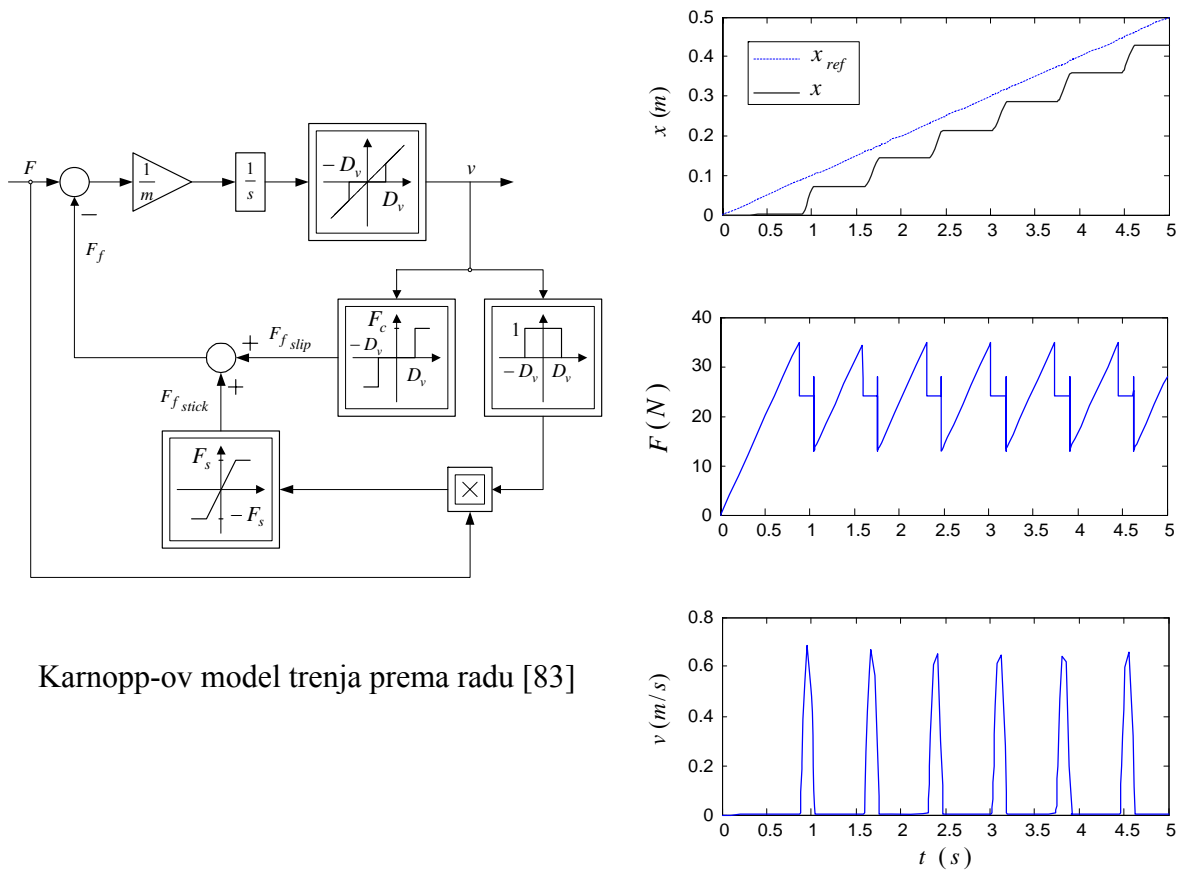 F
−
1
m
1
s
− D_v
D_v
v
F_f
F_c
− D_v
D_v
1
− D_v
D_v
+
F_f slip
+
F_f stick
F_s
− F_s
×
Karnopp-ov model trenja prema radu [83]
x (m)
0.5
0.4
0.3
0.2
0.1
0
x_ref
x
0 0.5 1 1.5 2 2.5 3 3.5 4 4.5 5
F (N)
40
30
20
10
0
0 0.5 1 1.5 2 2.5 3 3.5 4 4.5 5
v (m/s)
0.8
0.6
0.4
0.2
0
0 0.5 1 1.5 2 2.5 3 3.5 4 4.5 5
t (s)